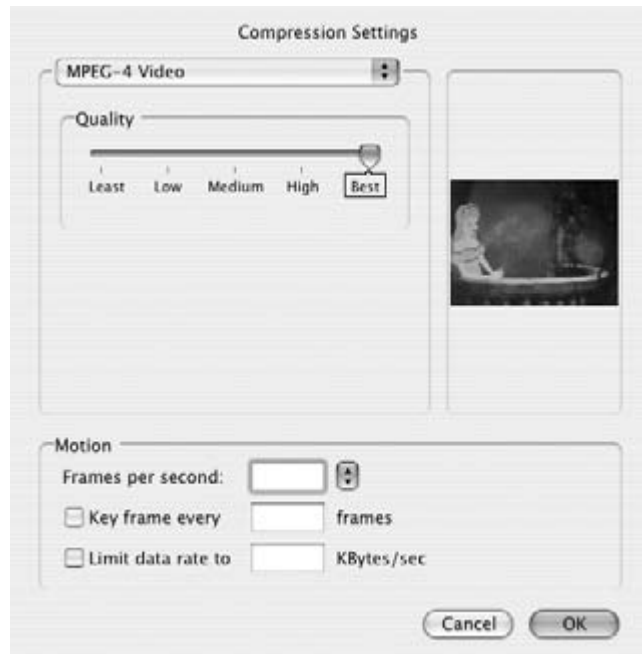 Compression Settings
MPEG-4 Video
Quality
Least Low Medium High Best
Motion
Frames per second:
Key frame every frames
Limit data rate to KBytes/sec
Cancel OK